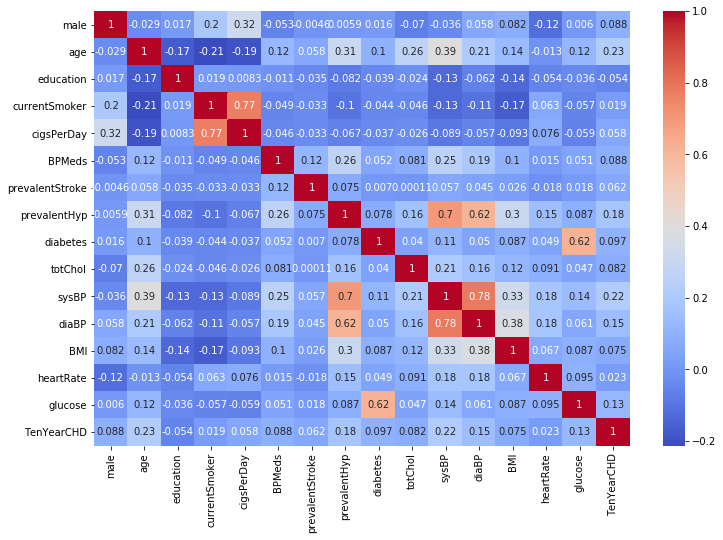 male 1 -0.029 0.017 0.2 0.32 -0.053 -0.0046 0.0059 0.016 -0.07 -0.036 0.058 0.082 -0.12 0.006 0.088
age -0.029 1 -0.17 -0.21 -0.19 0.12 0.058 0.31 0.1 0.26 0.39 0.21 0.14 -0.013 0.12 0.23
education 0.017 -0.17 1 0.019 0.0083 -0.011 -0.035 -0.082 -0.039 -0.024 -0.13 -0.062 -0.14 -0.054 -0.036 -0.054
currentSmoker 0.2 -0.21 0.019 1 0.77 -0.049 -0.033 -0.1 -0.044 -0.046 -0.13 -0.11 -0.17 0.063 -0.057 0.019
cigsPerDay 0.32 -0.19 0.0083 0.77 1 -0.046 -0.033 -0.067 -0.037 -0.026 -0.089 -0.057 -0.093 0.076 -0.059 0.058
BPMeds -0.053 0.12 -0.011 -0.049 -0.046 1 0.12 0.26 0.052 0.081 0.25 0.19 0.1 0.015 0.051 0.088
prevalentStroke -0.0046 0.058 -0.035 -0.033 -0.033 0.12 1 0.075 0.007 0.00011 0.057 0.045 0.026 -0.018 0.018 0.062
prevalentHyp 0.0059 0.31 -0.082 -0.1 -0.067 0.26 0.075 1 0.078 0.16 0.7 0.62 0.3 0.15 0.087 0.18
diabetes 0.016 0.1 -0.039 -0.044 -0.037 0.052 0.007 0.078 1 0.04 0.11 0.05 0.087 0.049 0.62 0.097
totChol -0.07 0.26 -0.024 -0.046 -0.026 0.081 0.00011 0.16 0.04 1 0.21 0.16 0.12 0.091 0.047 0.082
sysBP -0.036 0.39 -0.13 -0.13 -0.089 0.25 0.057 0.7 0.11 0.21 1 0.78 0.33 0.18 0.14 0.22
diaBP 0.058 0.21 -0.062 -0.11 -0.057 0.19 0.045 0.62 0.05 0.16 0.78 1 0.38 0.18 0.061 0.15
BMI 0.082 0.14 -0.14 -0.17 -0.093 0.1 0.026 0.3 0.087 0.12 0.33 0.38 1 0.067 0.087 0.075
heartRate -0.12 -0.013 -0.054 0.063 0.076 0.015 -0.018 0.15 0.049 0.091 0.18 0.18 0.067 1 0.095 0.023
glucose 0.006 0.12 -0.036 -0.057 -0.059 0.051 0.018 0.087 0.62 0.047 0.14 0.061 0.087 0.095 1 0.13
TenYearCHD 0.088 0.23 -0.054 0.019 0.058 0.088 0.062 0.18 0.097 0.082 0.22 0.15 0.075 0.023 0.13 1
male age education currentSmoker cigsPerDay BPMeds prevalentStroke prevalentHyp diabetes totChol sysBP diaBP BMI heartRate glucose TenYearCHD
1.0
0.8
0.6
0.4
0.2
0.0
−0.2